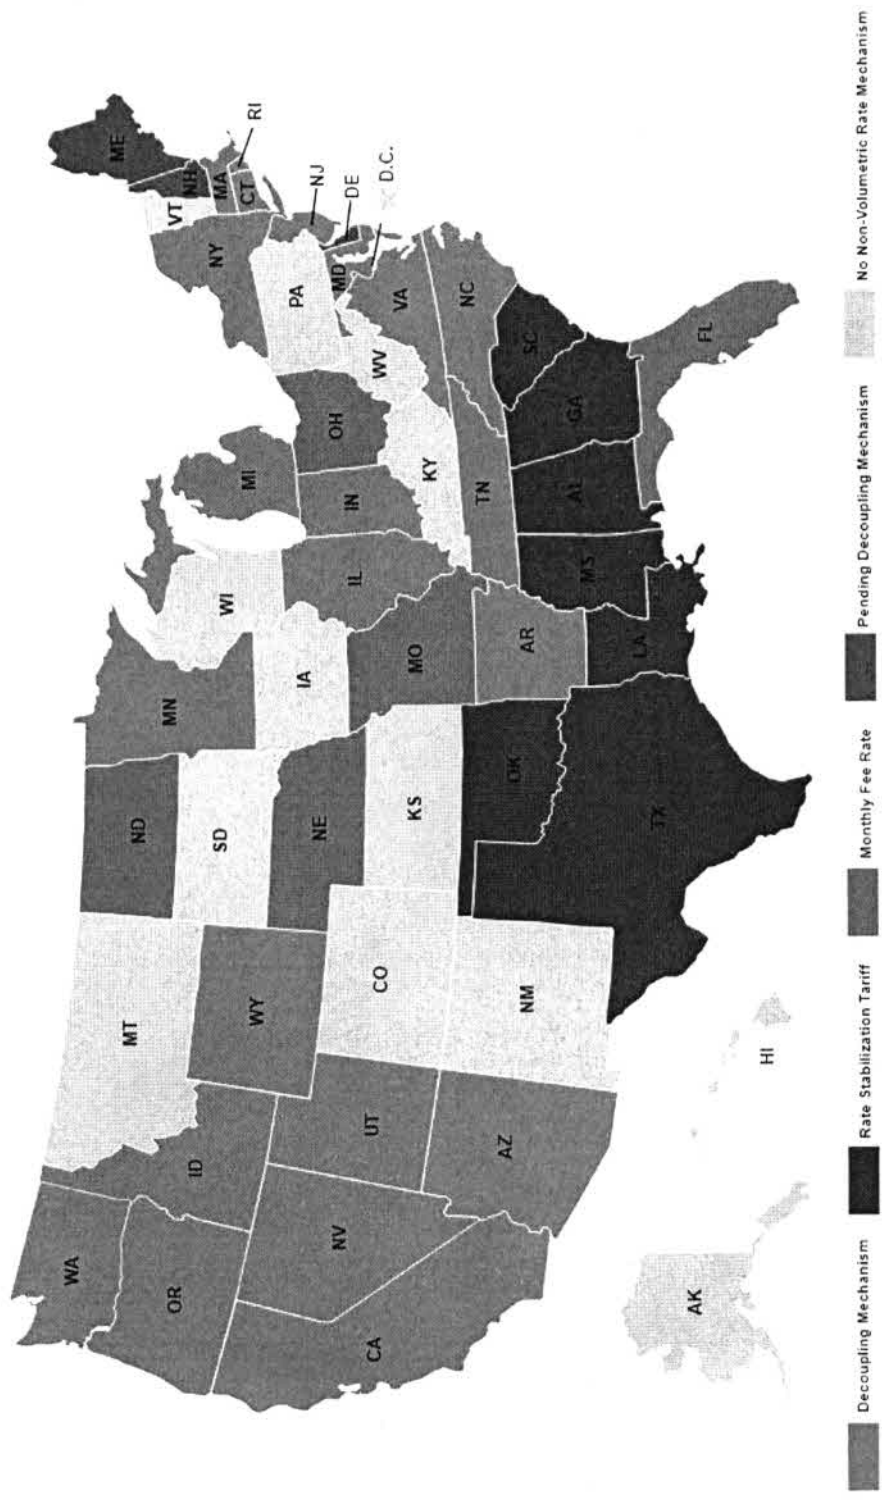 WA
OR
CA
NV
ID
MT
WY
UT
AZ
CO
NM
ND
SD
NE
KS
OK
TX
MN
IA
MO
AR
LA
WI
IL
MS
MI
IN
KY
TN
AL
OH
WV
GA
SC
NC
VA
FL
PA
NY
MD
VT
NH
ME
MA
CT
RI
NJ
DE
D.C.
AK
HI
Decoupling Mechanism
Rate Stabilization Tariff
Monthly Fee Rate
Pending Decoupling Mechanism
No Non-Volumetric Rate Mechanism